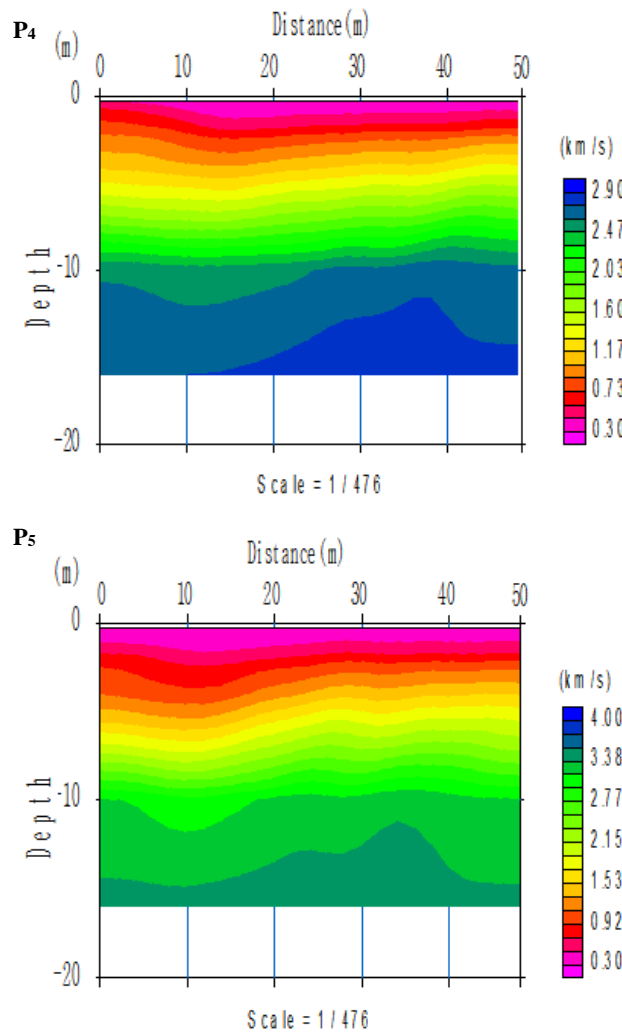 P4
Distance(m)
(m)
0 10 20 30 40 50
0
(km/s)
2.90
2.47
2.03
1.60
1.17
0.73
0.30
Depth
-10
-20
Scale = 1 / 476
P5
Distance(m)
(m)
0 10 20 30 40 50
0
(km/s)
4.00
3.38
2.77
2.15
1.53
0.92
0.30
Depth
-10
-20
Scale = 1 / 476